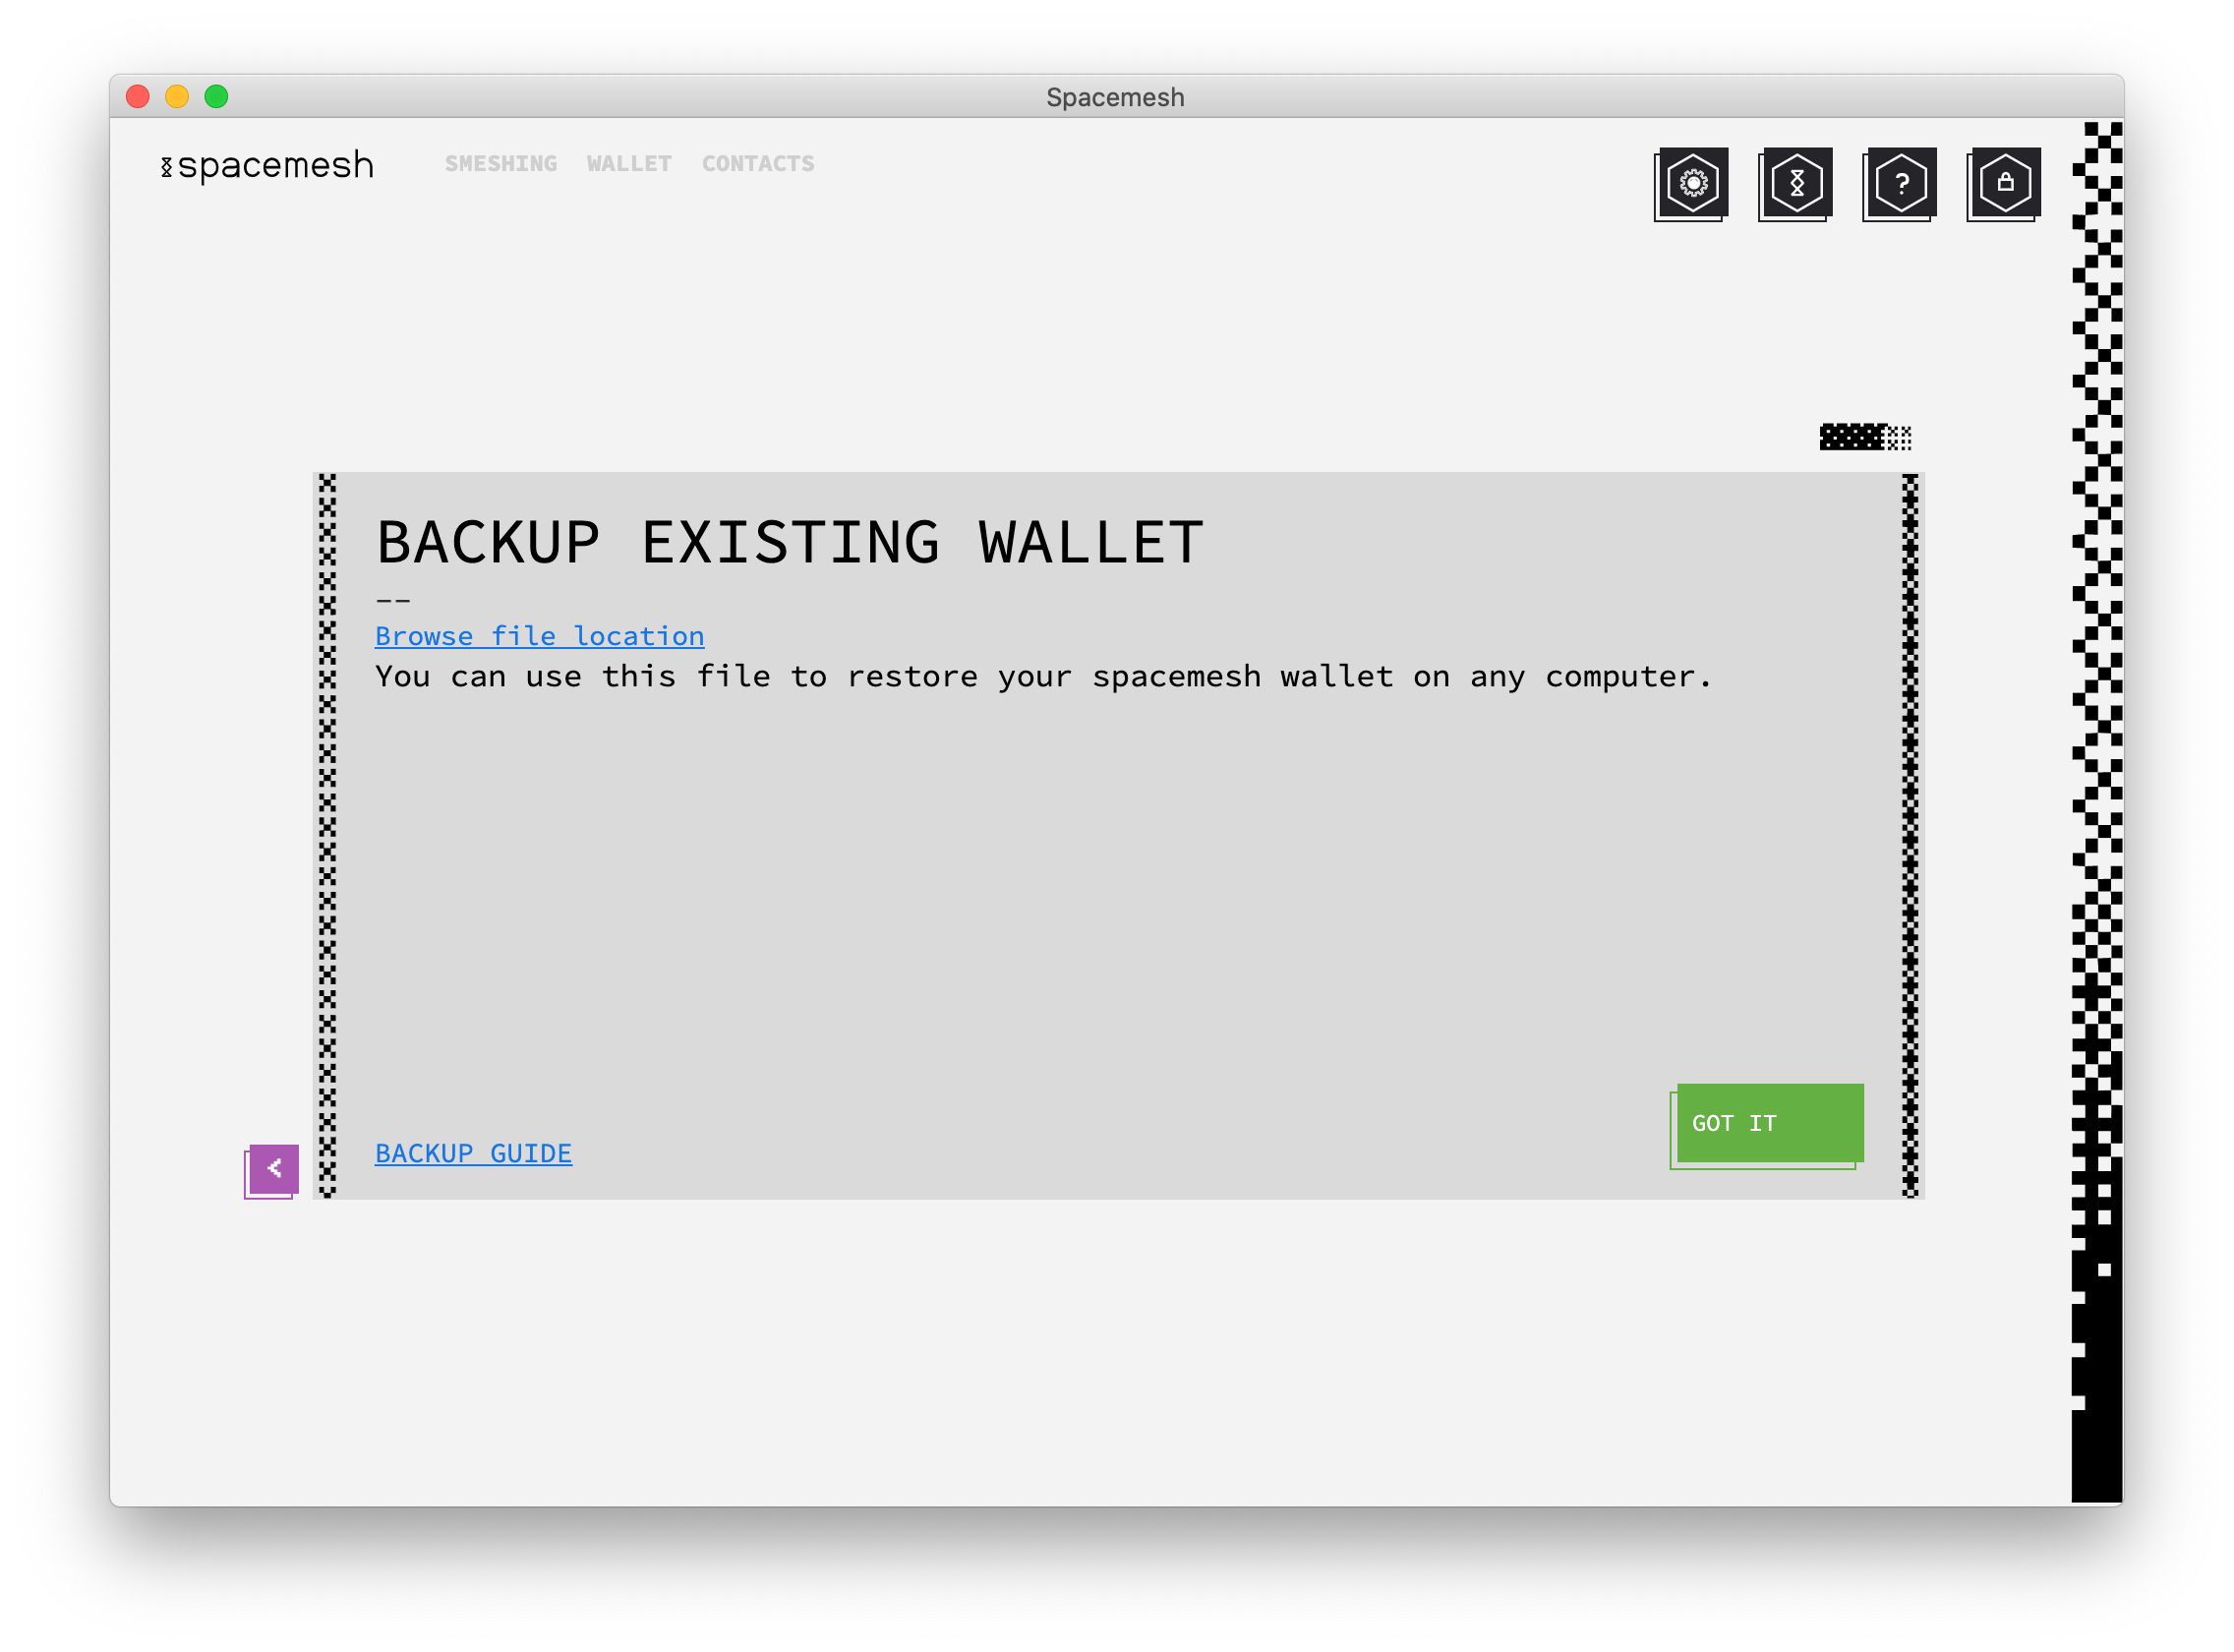 Spacemesh
spacemesh
SMESHING WALLET CONTACTS
?
BACKUP EXISTING WALLET
--
Browse file location
You can use this file to restore your spacemesh wallet on any computer.
GOT IT
BACKUP GUIDE
<